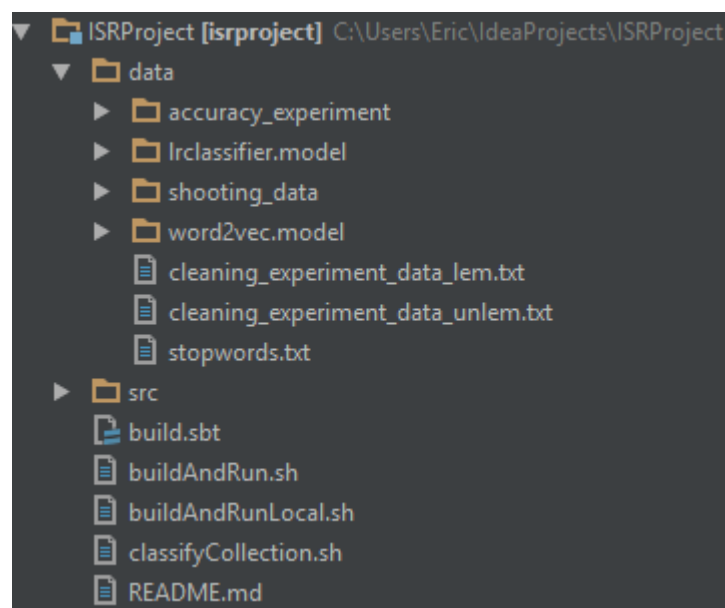 ISRProject [isrproject] C:\Users\Eric\IdeaProjects\ISRProject
data
accuracy_experiment
lrclassifier.model
shooting_data
word2vec.model
cleaning_experiment_data_lem.txt
cleaning_experiment_data_unlem.txt
stopwords.txt
src
build.sbt
buildAndRun.sh
buildAndRunLocal.sh
classifyCollection.sh
README.md